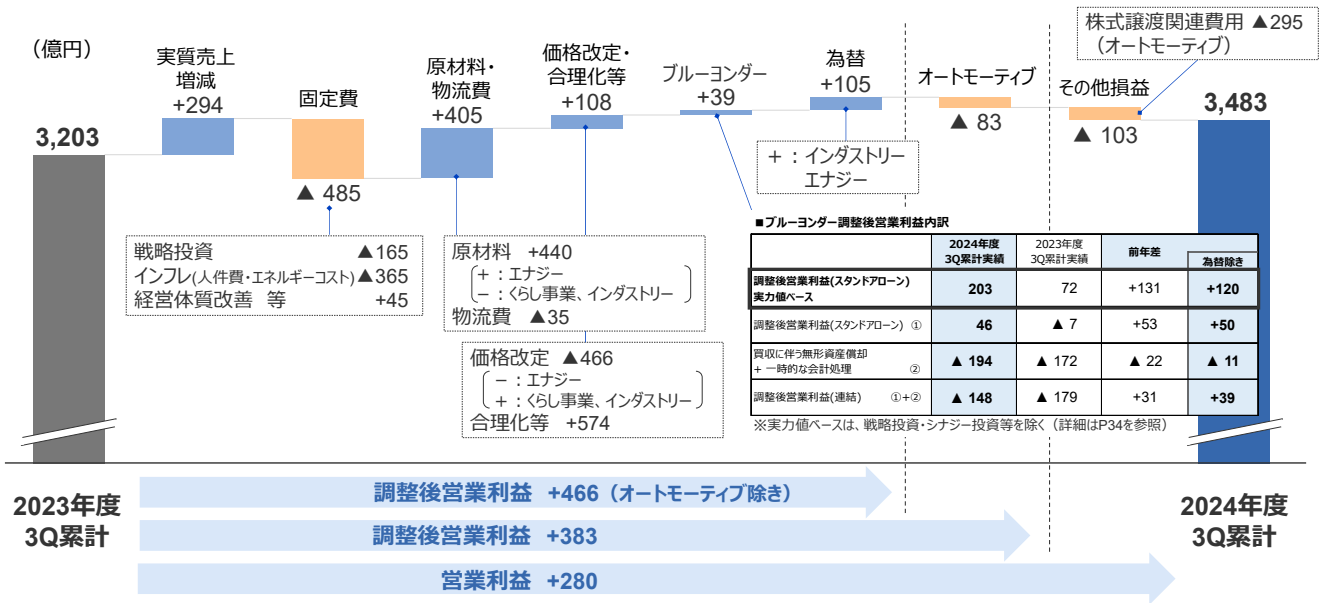 （億円）
3,203
実質売上
増減
+294
固定費
▲ 485
戦略投資 ▲165
インフレ(人件費・エネルギーコスト) ▲365
経営体質改善 等 +45
原材料・
物流費
+405
原材料 +440
＋：エナジー
－：くらし事業、インダストリー
物流費 ▲35
価格改定・
合理化等
+108
価格改定 ▲466
－：エナジー
＋：くらし事業、インダストリー
合理化等 +574
ブルーヨンダー
+39
為替
+105
＋：インダストリー
エナジー
オートモーティブ
▲ 83
その他損益
▲ 103
株式譲渡関連費用 ▲295
（オートモーティブ）
3,483
■ブルーヨンダー調整後営業利益内訳
2024年度 2023年度 前年差
3Q累計実績 3Q累計実績 為替除き
調整後営業利益(スタンドアローン)
実力値ベース 203 72 +131 +120
調整後営業利益(スタンドアローン) ① 46 ▲ 7 +53 +50
買収に伴う無形資産償却
+ 一時的な会計処理 ② ▲ 194 ▲ 172 ▲ 22 ▲ 11
調整後営業利益(連結) ①+② ▲ 148 ▲ 179 +31 +39
※実力値ベースは、戦略投資・シナジー投資等を除く（詳細はP34を参照）
2023年度
3Q累計
調整後営業利益 +466（オートモーティブ除き）
調整後営業利益 +383
営業利益 +280
2024年度
3Q累計